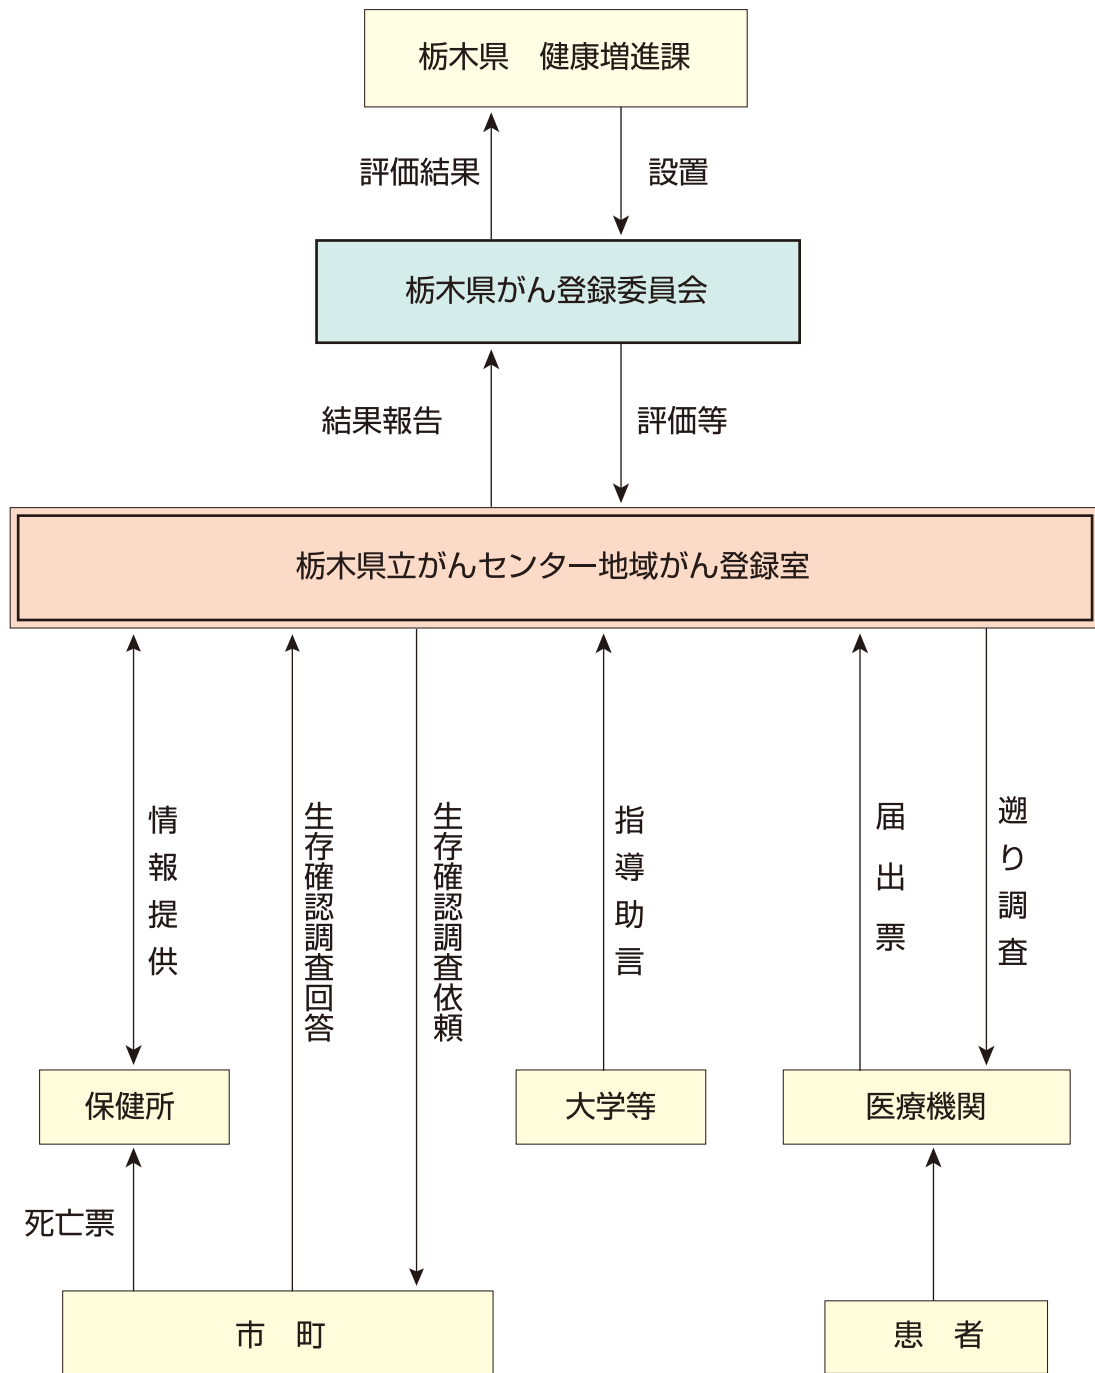 栃木県　健康増進課
評価結果
設置
栃木県がん登録委員会
結果報告
評価等
栃木県立がんセンター地域がん登録室
情報提供
生存確認調査回答
生存確認調査依頼
指導助言
届出票
遡り調査
保健所
大学等
医療機関
死亡票
市　町
患　者